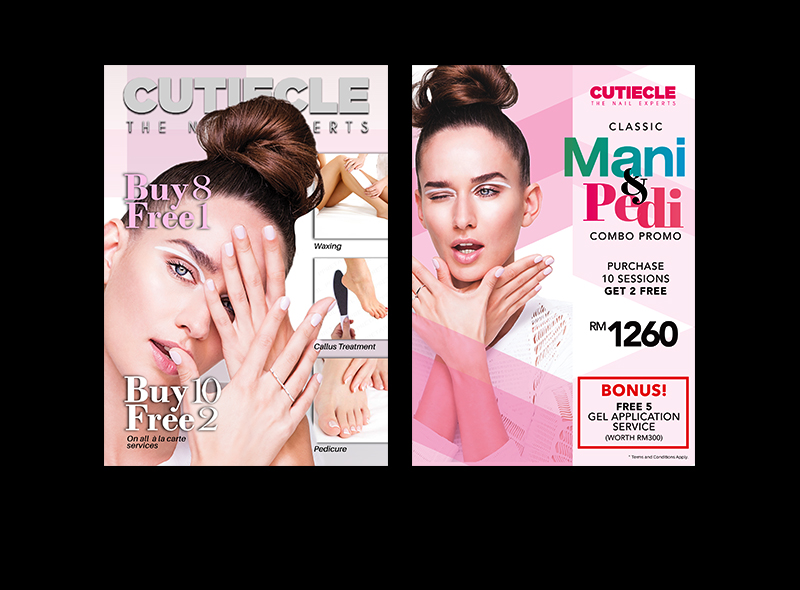 CUTIECLE
THE NAIL EXPERTS
Buy 8
Free 1
Waxing
Callus Treatment
Buy 10
Free 2
On all à la carte
services
Pedicure
CUTIECLE
THE NAIL EXPERTS
CLASSIC
Mani
&
Pedi
COMBO PROMO
PURCHASE
10 SESSIONS
GET 2 FREE
RM1260
BONUS!
FREE 5
GEL APPLICATION
SERVICE
(WORTH RM300)
* Terms and Conditions Apply